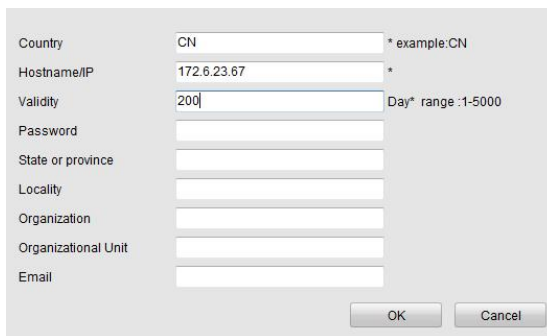 Country CN * example:CN
Hostname/IP 172.6.23.67 *
Validity 200 Day* range :1-5000
Password
State or province
Locality
Organization
Organizational Unit
Email
OK Cancel